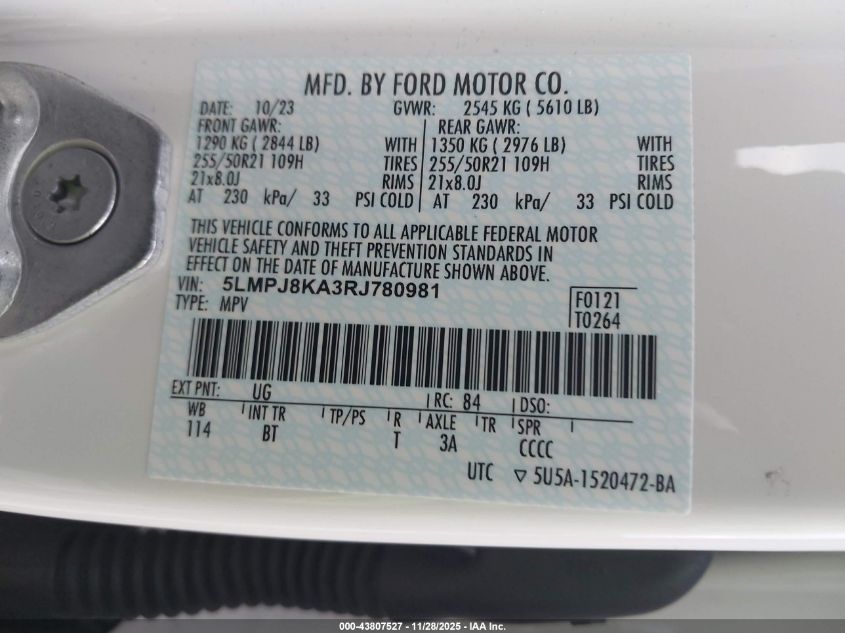 MFD. BY FORD MOTOR CO.
DATE: 10/23 GVWR: 2545 KG ( 5610 LB)
FRONT GAWR: REAR GAWR:
1290 KG ( 2844 LB) WITH 1350 KG ( 2976 LB) WITH
255/50R21 109H TIRES 255/50R21 109H TIRES
21x8.0J RIMS 21x8.0J RIMS
AT 230 kPa/ 33 PSI COLD AT 230 kPa/ 33 PSI COLD
THIS VEHICLE CONFORMS TO ALL APPLICABLE FEDERAL MOTOR
VEHICLE SAFETY AND THEFT PREVENTION STANDARDS IN
EFFECT ON THE DATE OF MANUFACTURE SHOWN ABOVE.
VIN: 5LMPJ8KA3RJ780981
TYPE: MPV
F0121
T0264
EXT PNT: UG RC: 84 DSO:
WB INT TR TP/PS R AXLE TR SPR
114 BT T 3A CCCC
UTC ▽ 5U5A-1520472-BA
000-43807527 - 11/28/2025 - IAA Inc.